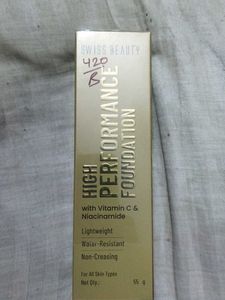 SWISS BEAUTY
420
B
HIGH
PERFORMANCE
FOUNDATION
with Vitamin C &
Niacinamide
Lightweight
Water-Resistant
Non-Creasing
For All Skin Types
Net Qty.: 55 g